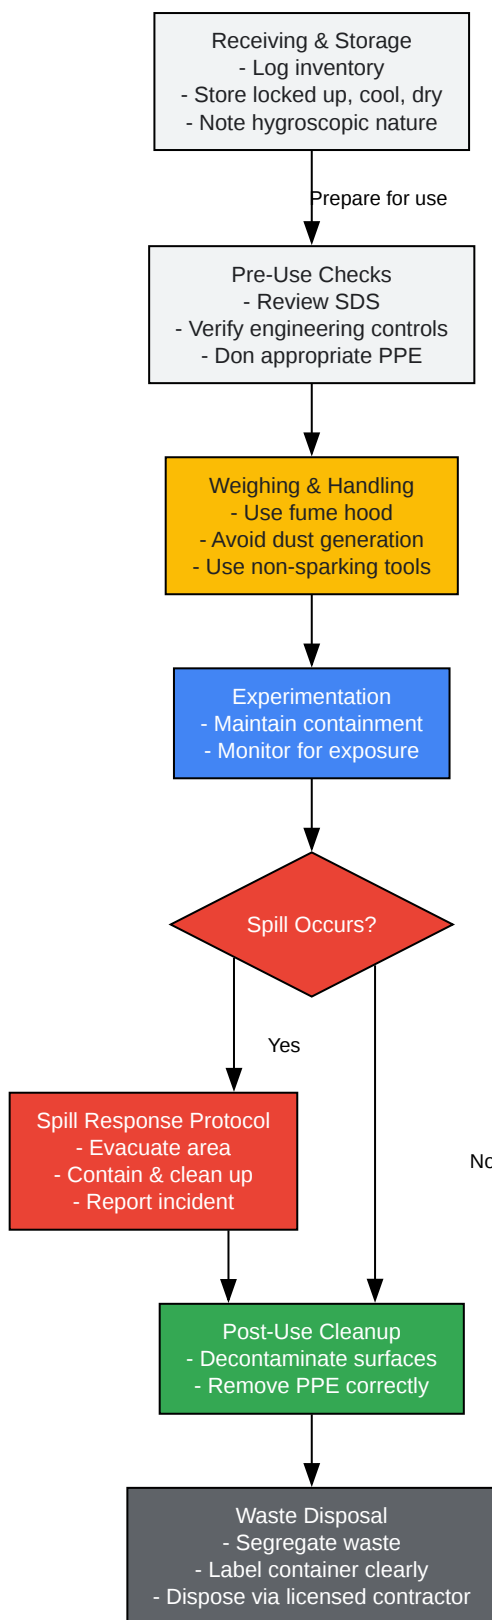 Receiving & Storage
- Log inventory
- Store locked up, cool, dry
- Note hygroscopic nature
Prepare for use
Pre-Use Checks
- Review SDS
- Verify engineering controls
- Don appropriate PPE
Weighing & Handling
- Use fume hood
- Avoid dust generation
- Use non-sparking tools
Experimentation
- Maintain containment
- Monitor for exposure
Spill Occurs?
Yes
Spill Response Protocol
- Evacuate area
- Contain & clean up
- Report incident
No
Post-Use Cleanup
- Decontaminate surfaces
- Remove PPE correctly
Waste Disposal
- Segregate waste
- Label container clearly
- Dispose via licensed contractor